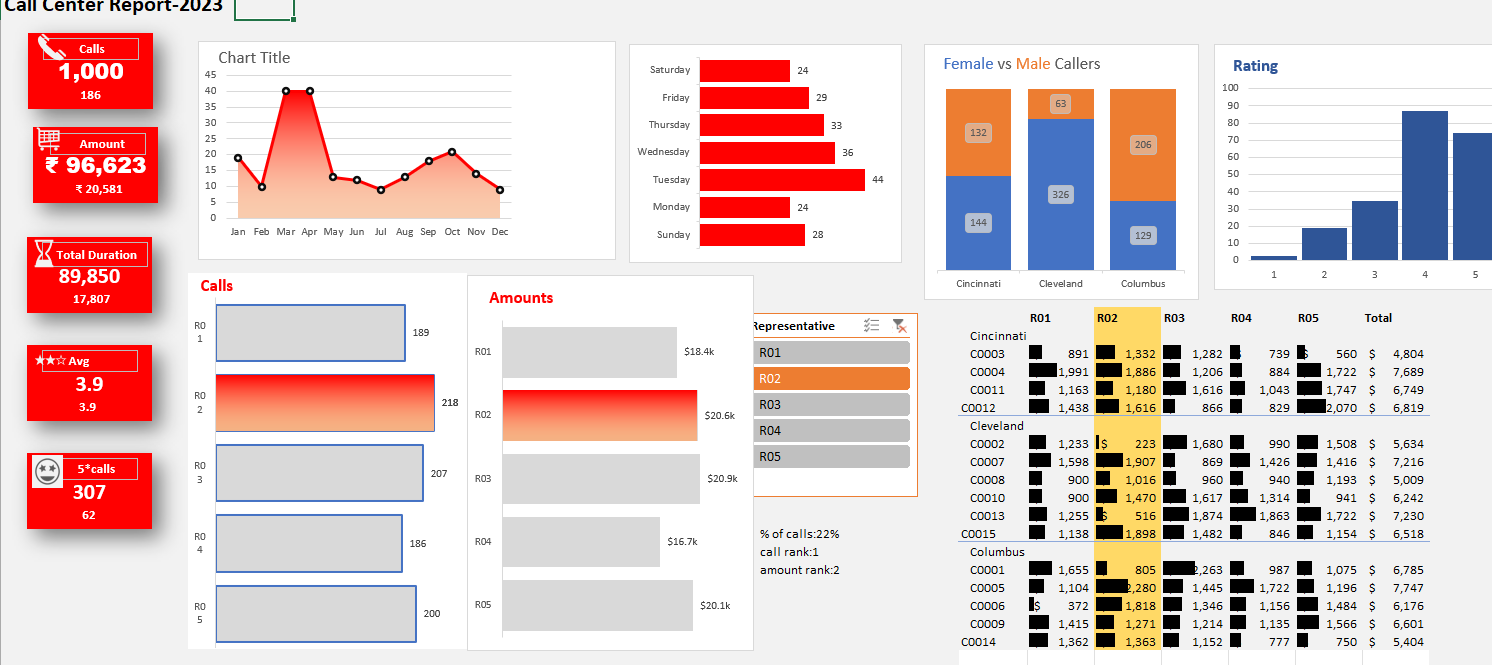 Call Center Report-2023
Calls
1,000
186
Amount
₹ 96,623
₹ 20,581
Total Duration
89,850
17,807
Avg
3.9
3.9
5*calls
307
62
Chart Title
45
40
35
30
25
20
15
10
5
0
Jan Feb Mar Apr May Jun Jul Aug Sep Oct Nov Dec
Saturday 24
Friday 29
Thursday 33
Wednesday 36
Tuesday 44
Monday 24
Sunday 28
Female vs Male Callers
132 63 206
144 326 129
Cincinnati Cleveland Columbus
Rating
100
90
80
70
60
50
40
30
20
10
0
1 2 3 4 5
Calls
R01 189
R02 218
R03 207
R04 186
R05 200
Amounts
R01 $18.4k
R02 $20.6k
R03 $20.9k
R04 $16.7k
R05 $20.1k
Representative
R01
R02
R03
R04
R05
% of calls:22%
call rank:1
amount rank:2
R01 R02 R03 R04 R05 Total
Cincinnati
C0003 891 1,332 1,282 739 $ 560 $ 4,804
C0004 1,991 1,886 1,206 884 1,722 $ 7,689
C0011 1,163 1,180 1,616 1,043 1,747 $ 6,749
C0012 1,438 1,616 866 829 2,070 $ 6,819
Cleveland
C0002 1,233 $ 223 1,680 990 1,508 $ 5,634
C0007 1,598 1,907 869 1,426 1,416 $ 7,216
C0008 900 1,016 960 940 1,193 $ 5,009
C0010 900 1,470 1,617 1,314 941 $ 6,242
C0013 1,255 $ 516 1,874 1,863 1,722 $ 7,230
C0015 1,138 1,898 1,482 846 1,154 $ 6,518
Columbus
C0001 1,655 805 2,263 987 1,075 $ 6,785
C0005 1,104 2,280 1,445 1,722 1,196 $ 7,747
C0006 $ 372 1,818 1,346 1,156 1,484 $ 6,176
C0009 1,415 1,271 1,214 1,135 1,566 $ 6,601
C0014 1,362 1,363 1,152 777 750 $ 5,404